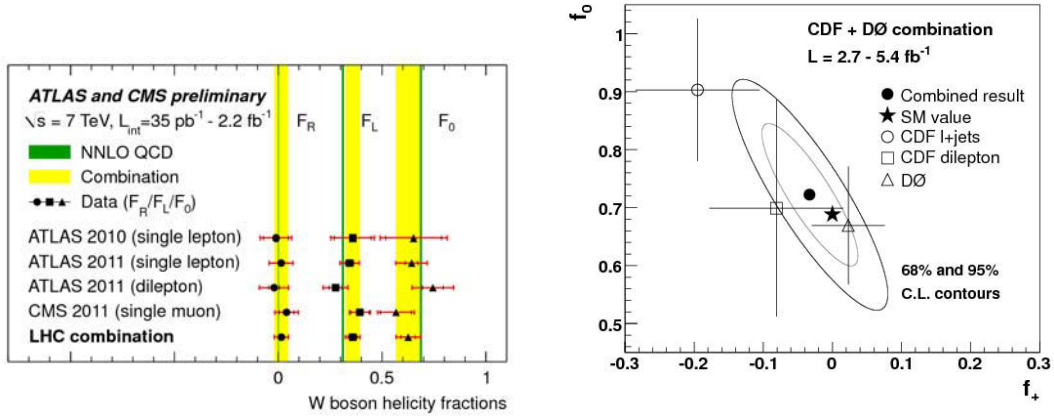 ATLAS and CMS preliminary
√s = 7 TeV, L_int=35 pb⁻¹ - 2.2 fb⁻¹
F_R F_L F_0
NNLO QCD
Combination
Data (F_R/F_L/F_0)
ATLAS 2010 (single lepton)
ATLAS 2011 (single lepton)
ATLAS 2011 (dilepton)
CMS 2011 (single muon)
LHC combination
0 0.5 1
W boson helicity fractions
f_0
CDF + DØ combination
L = 2.7 - 5.4 fb⁻¹
Combined result
SM value
CDF l+jets
CDF dilepton
DØ
68% and 95%
C.L. contours
1
0.9
0.8
0.7
0.6
0.5
-0.3 -0.2 -0.1 0 0.1 0.2 0.3
f_+